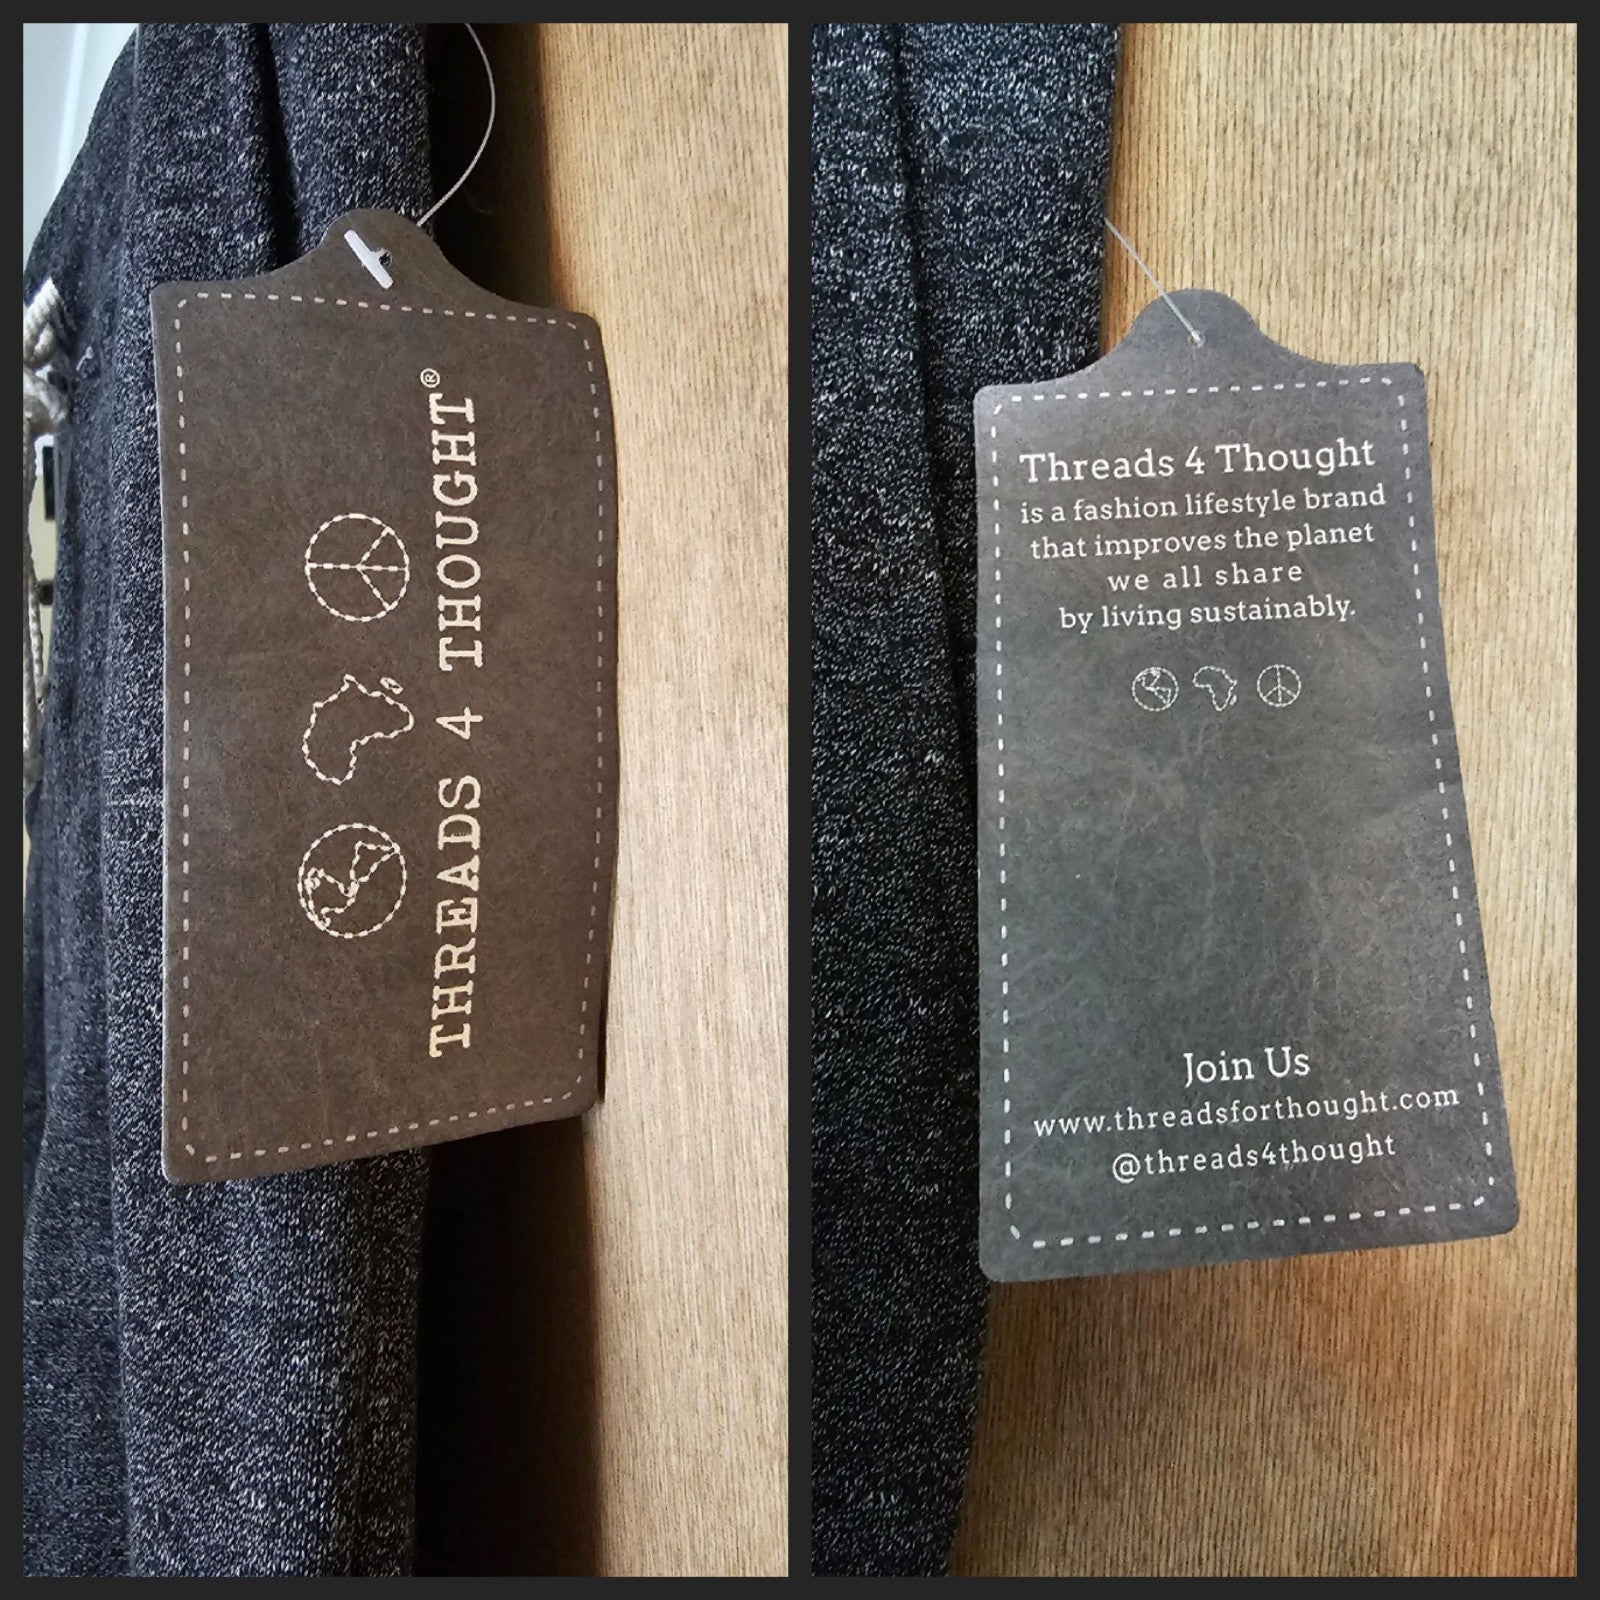 THREADS 4 THOUGHT®
Threads 4 Thought
is a fashion lifestyle brand
that improves the planet
we all share
by living sustainably.
Join Us
www.threadsforthought.com
@threads4thought